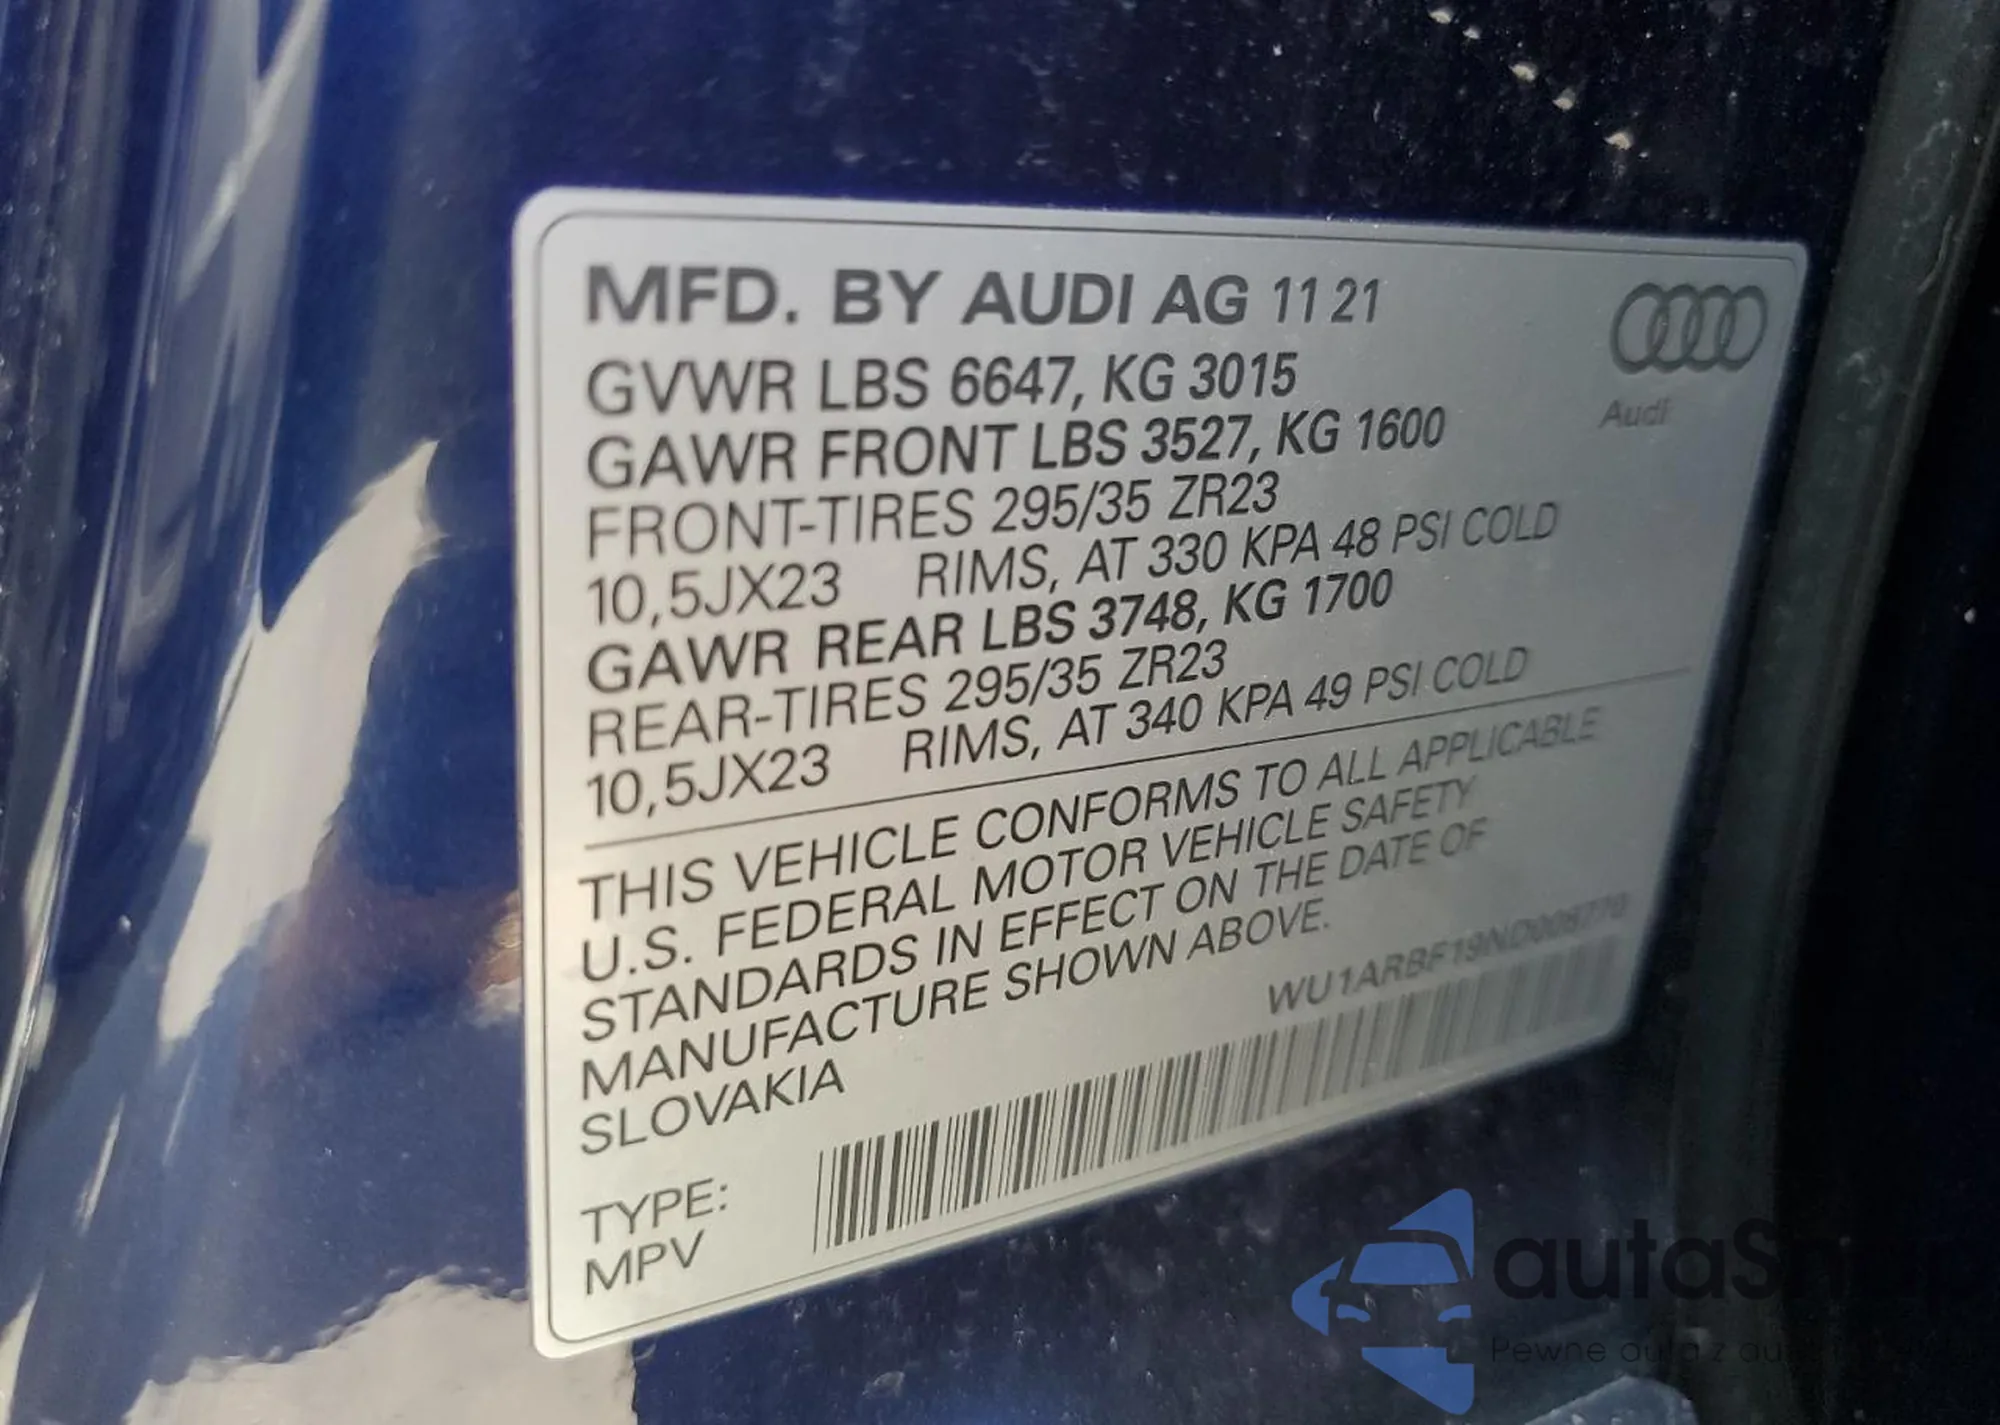 MFD. BY AUDI AG 11 21
GVWR LBS 6647, KG 3015
GAWR FRONT LBS 3527, KG 1600
FRONT-TIRES 295/35 ZR23
10,5JX23 RIMS, AT 330 KPA 48 PSI COLD
GAWR REAR LBS 3748, KG 1700
REAR-TIRES 295/35 ZR23
10,5JX23 RIMS, AT 340 KPA 49 PSI COLD
Audi
THIS VEHICLE CONFORMS TO ALL APPLICABLE
U.S. FEDERAL MOTOR VEHICLE SAFETY
STANDARDS IN EFFECT ON THE DATE OF
MANUFACTURE SHOWN ABOVE.
SLOVAKIA
TYPE:
MPV
Pewne auta z